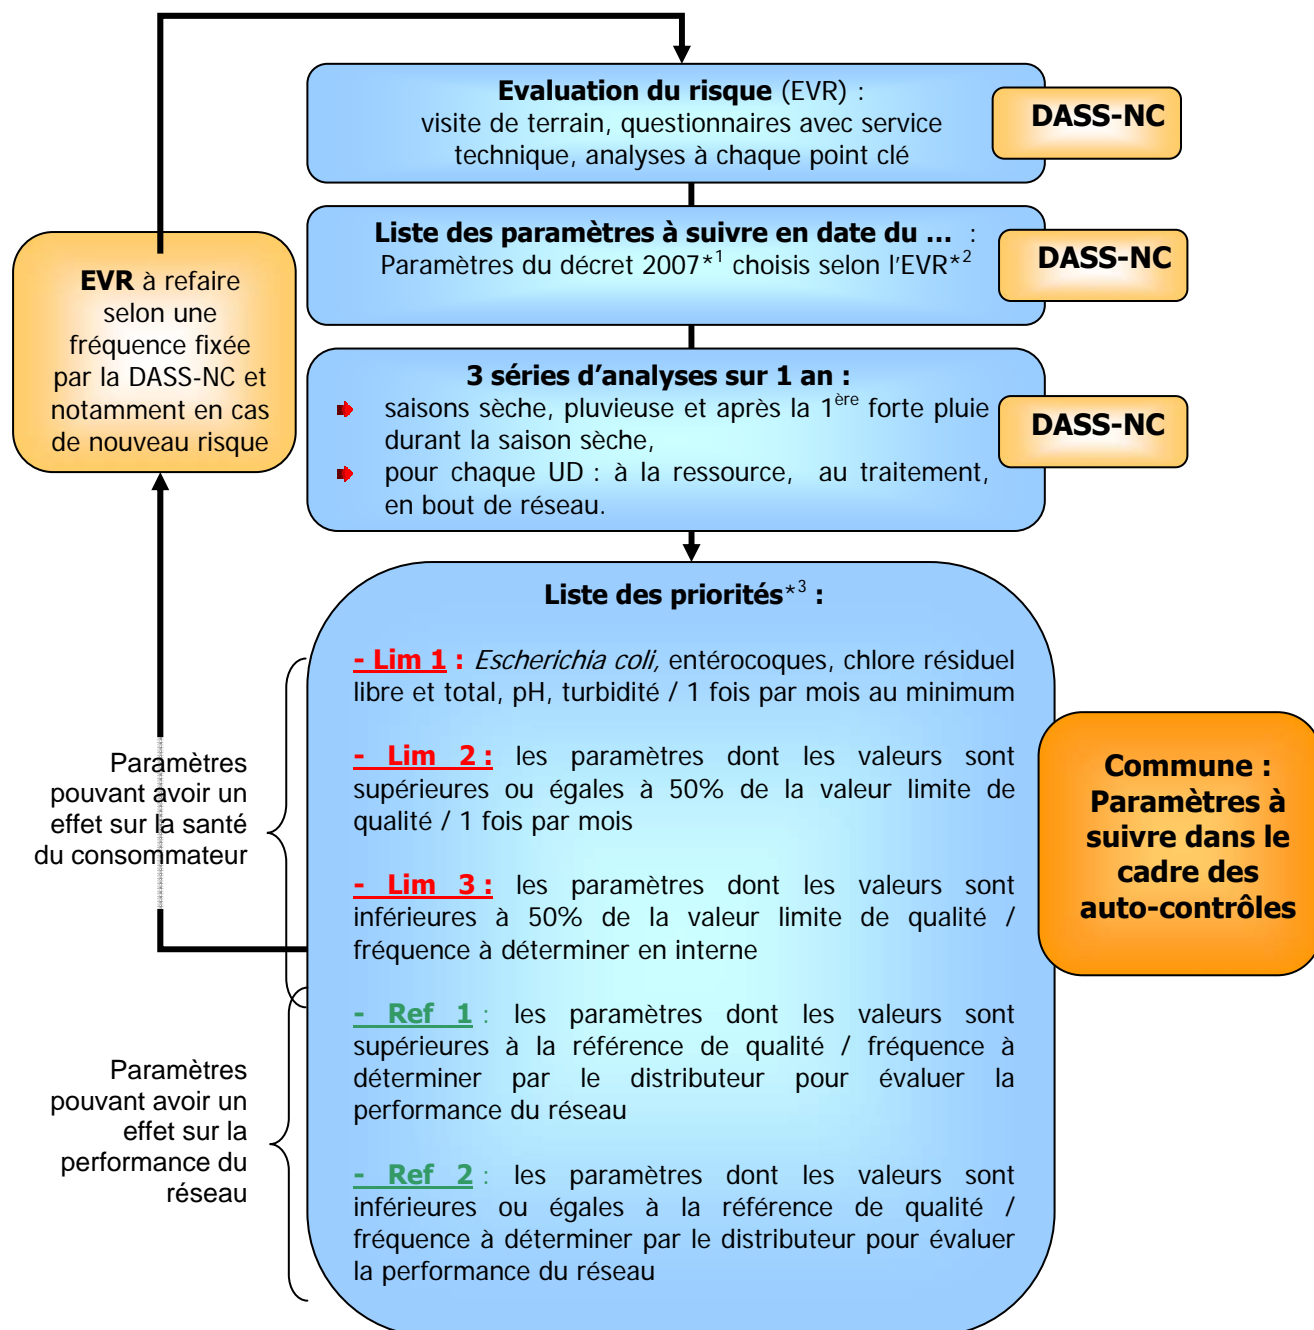 Evaluation du risque (EVR) :
visite de terrain, questionnaires avec service
technique, analyses à chaque point clé
DASS-NC
Liste des paramètres à suivre en date du ... :
Paramètres du décret 2007*1 choisis selon l'EVR*2
DASS-NC
EVR à refaire
selon une
fréquence fixée
par la DASS-NC et
notamment en cas
de nouveau risque
3 séries d'analyses sur 1 an :
saisons sèche, pluvieuse et après la 1ère forte pluie
durant la saison sèche,
pour chaque UD : à la ressource, au traitement,
en bout de réseau.
DASS-NC
Liste des priorités*3 :
- Lim 1 : Escherichia coli, entérocoques, chlore résiduel
libre et total, pH, turbidité / 1 fois par mois au minimum
- Lim 2 : les paramètres dont les valeurs sont
supérieures ou égales à 50% de la valeur limite de
qualité / 1 fois par mois
- Lim 3 : les paramètres dont les valeurs sont
inférieures à 50% de la valeur limite de qualité /
fréquence à déterminer en interne
- Ref 1 : les paramètres dont les valeurs sont
supérieures à la référence de qualité / fréquence à
déterminer par le distributeur pour évaluer la
performance du réseau
- Ref 2 : les paramètres dont les valeurs sont
inférieures ou égales à la référence de qualité /
fréquence à déterminer par le distributeur pour évaluer
la performance du réseau
Paramètres
pouvant avoir un
effet sur la santé
du consommateur
Paramètres
pouvant avoir un
effet sur la
performance du
réseau
Commune :
Paramètres à
suivre dans le
cadre des
auto-contrôles